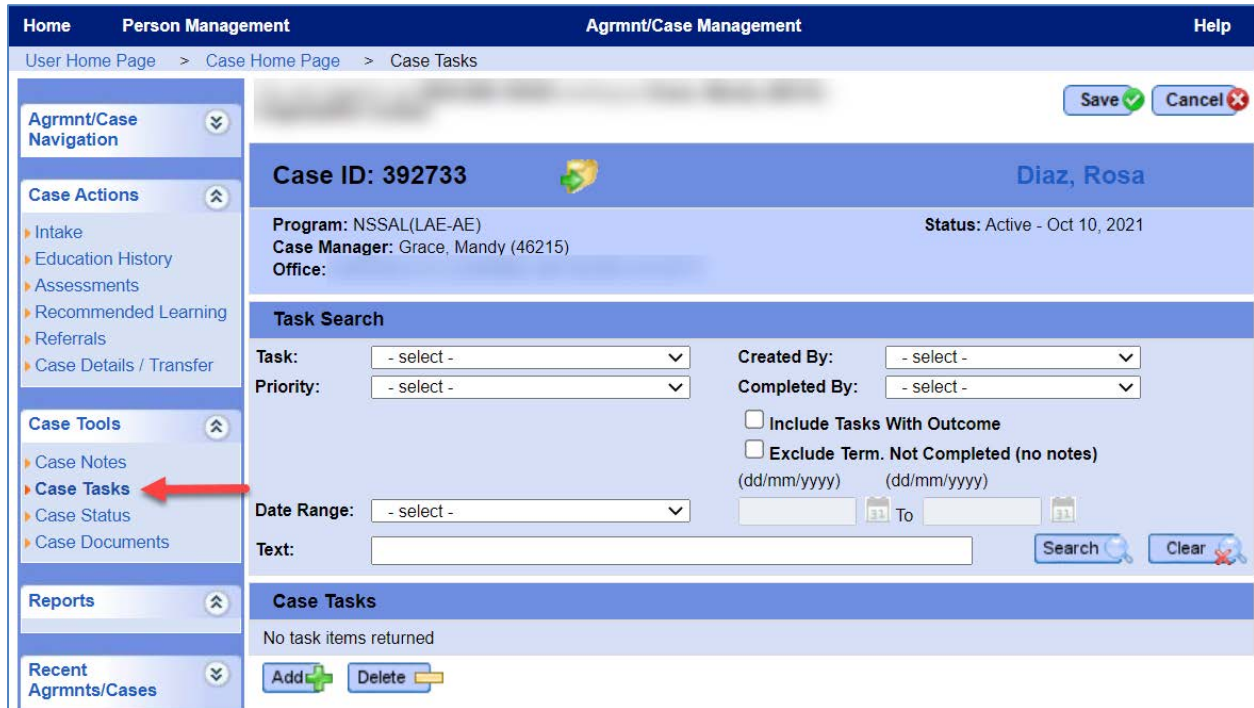 Home Person Management Agrmnt/Case Management Help
User Home Page > Case Home Page > Case Tasks
Save Cancel
Agrmnt/Case
Navigation
Case Actions
Intake
Education History
Assessments
Recommended Learning
Referrals
Case Details / Transfer
Case Tools
Case Notes
Case Tasks
Case Status
Case Documents
Reports
Recent
Agrmnts/Cases
Case ID: 392733 Diaz, Rosa
Program: NSSAL(LAE-AE) Status: Active - Oct 10, 2021
Case Manager: Grace, Mandy (46215)
Office:
Task Search
Task: - select - Created By: - select -
Priority: - select - Completed By: - select -
Include Tasks With Outcome
Exclude Term. Not Completed (no notes)
(dd/mm/yyyy) (dd/mm/yyyy)
Date Range: - select - 31 To 31
Text: Search Clear
Case Tasks
No task items returned
Add Delete